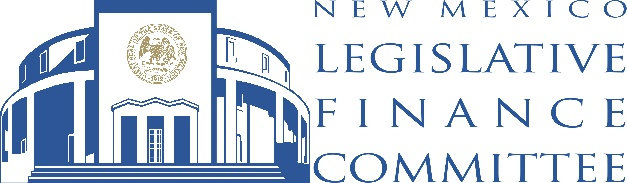 NEW MEXICO
LEGISLATIVE
FINANCE
COMMITTEE